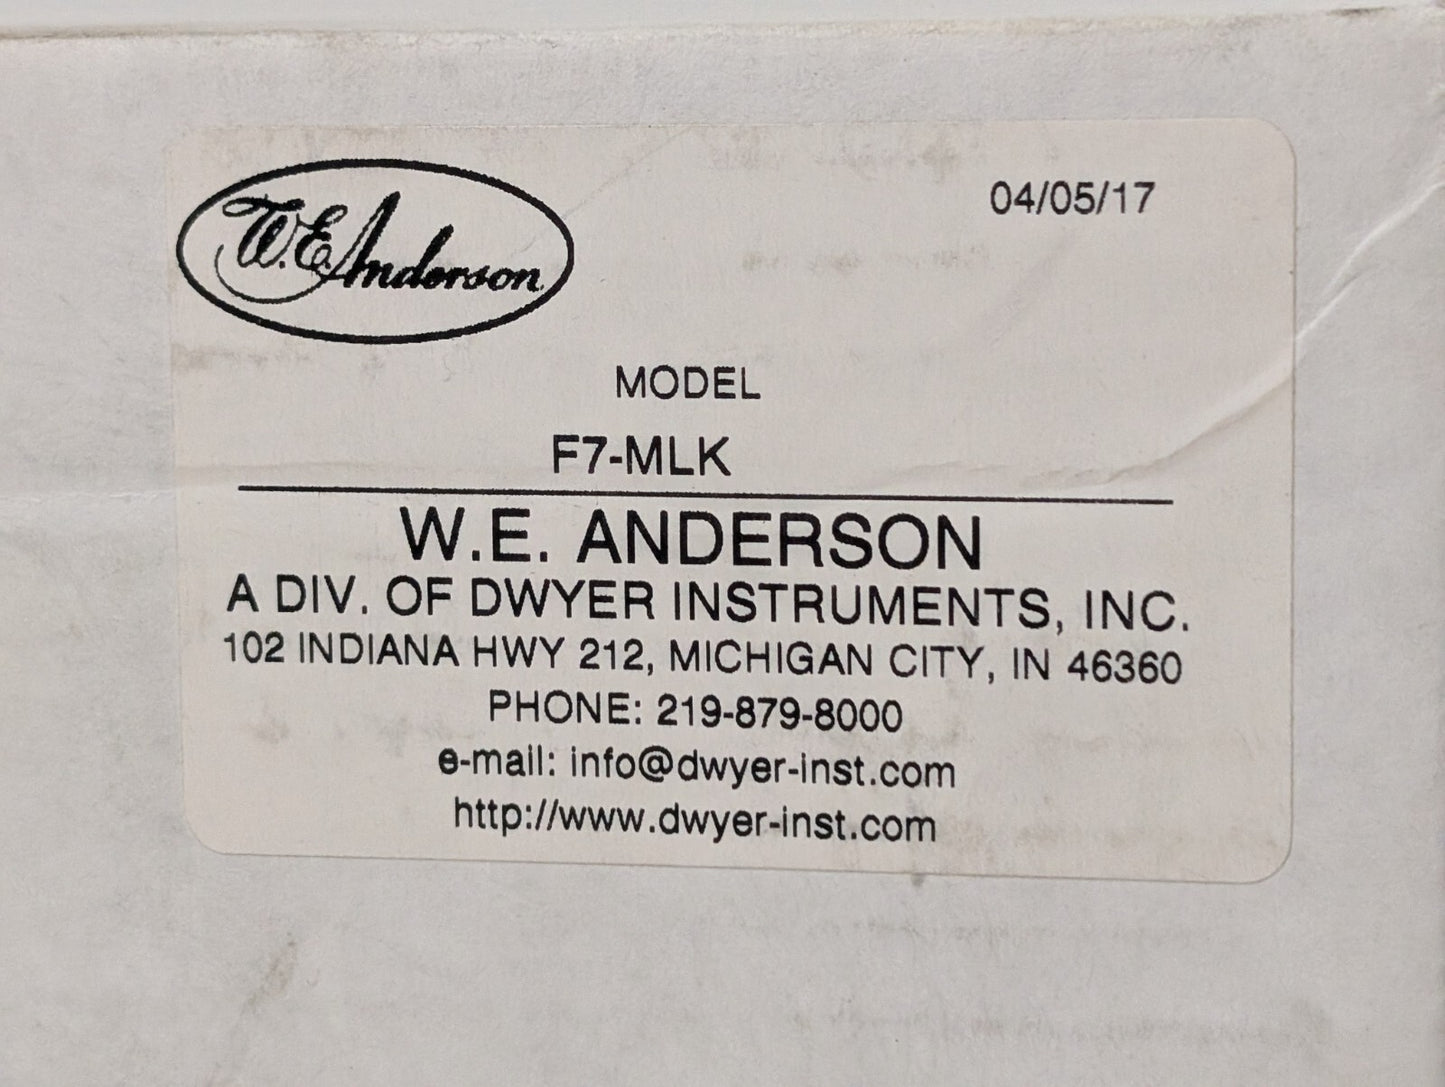 W.E. Anderson
04/05/17
MODEL
F7-MLK
W.E. ANDERSON
A DIV. OF DWYER INSTRUMENTS, INC.
102 INDIANA HWY 212, MICHIGAN CITY, IN 46360
PHONE: 219-879-8000
e-mail: info@dwyer-inst.com
http://www.dwyer-inst.com